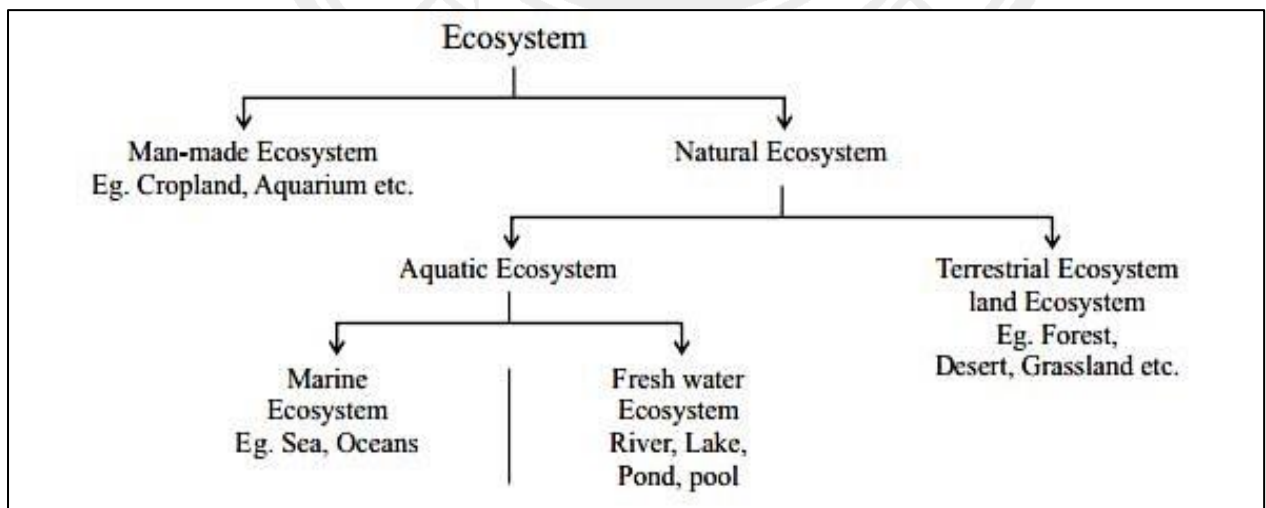 Ecosystem
Man-made Ecosystem
Eg. Cropland, Aquarium etc.
Natural Ecosystem
Aquatic Ecosystem
Terrestrial Ecosystem
land Ecosystem
Eg. Forest,
Desert, Grassland etc.
Marine
Ecosystem
Eg. Sea, Oceans
Fresh water
Ecosystem
River, Lake,
Pond, pool